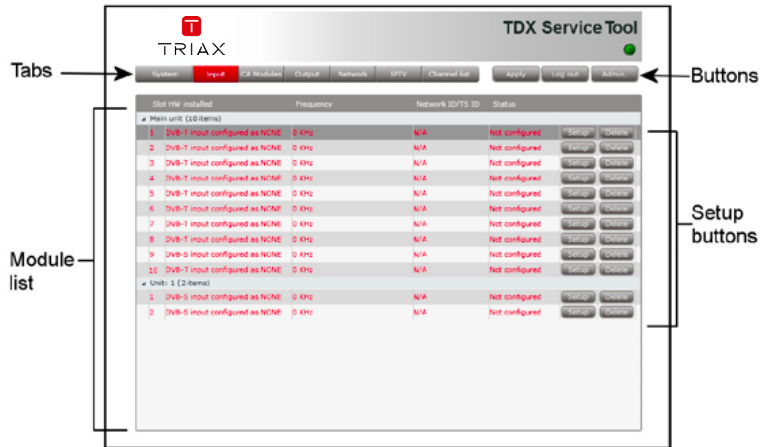 TRIAX
TDX Service Tool
Tabs
System Input CA Modules Output Network IPTV Channel list Apply Log out Admin.
Buttons
Slot HW installed Frequency Network ID/TS ID Status
Main unit (10 items)
1 DVB-T input configured as NONE 0 KHz N/A Not configured Setup Delete
2 DVB-T input configured as NONE 0 KHz N/A Not configured Setup Delete
3 DVB-T input configured as NONE 0 KHz N/A Not configured Setup Delete
4 DVB-T input configured as NONE 0 KHz N/A Not configured Setup Delete
5 DVB-T input configured as NONE 0 KHz N/A Not configured Setup Delete
6 DVB-T input configured as NONE 0 KHz N/A Not configured Setup Delete
7 DVB-T input configured as NONE 0 KHz N/A Not configured Setup Delete
8 DVB-T input configured as NONE 0 KHz N/A Not configured Setup Delete
9 DVB-S input configured as NONE 0 KHz N/A Not configured Setup Delete
10 DVB-T input configured as NONE 0 KHz N/A Not configured Setup Delete
Unit: 1 (2 items)
1 DVB-S input configured as NONE 0 KHz N/A Not configured Setup Delete
2 DVB-S input configured as NONE 0 KHz N/A Not configured Setup Delete
Setup
buttons
Module
list